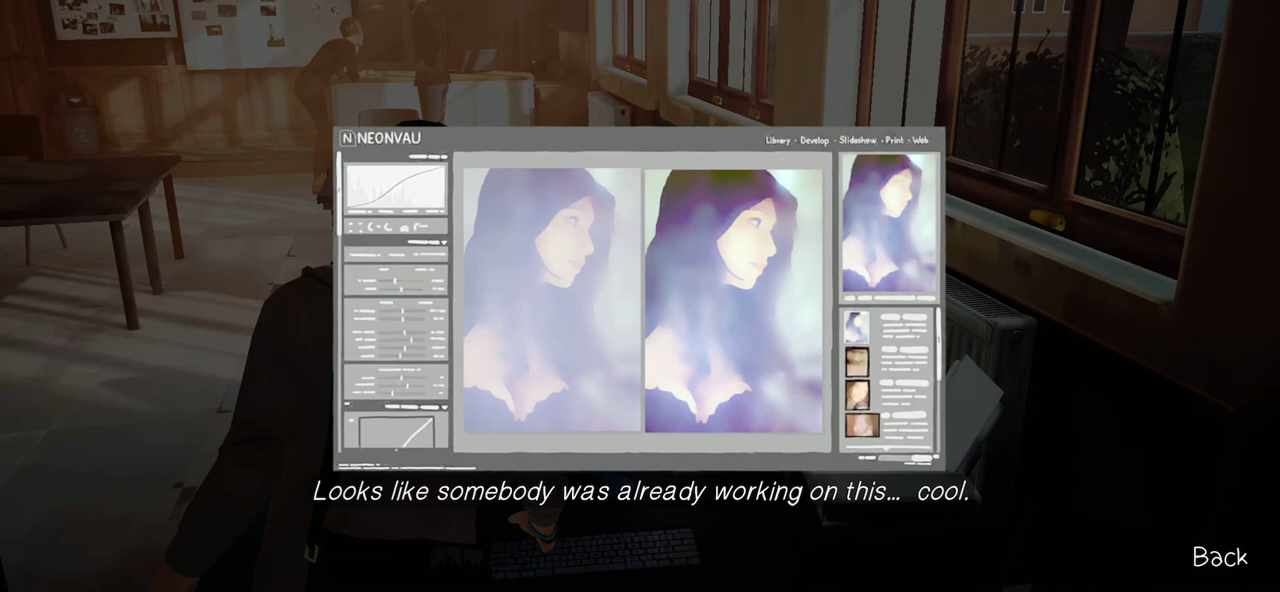 N NEONVAU
Library · Develop · Slideshow · Print · Web
Looks like somebody was already working on this... cool.
Back